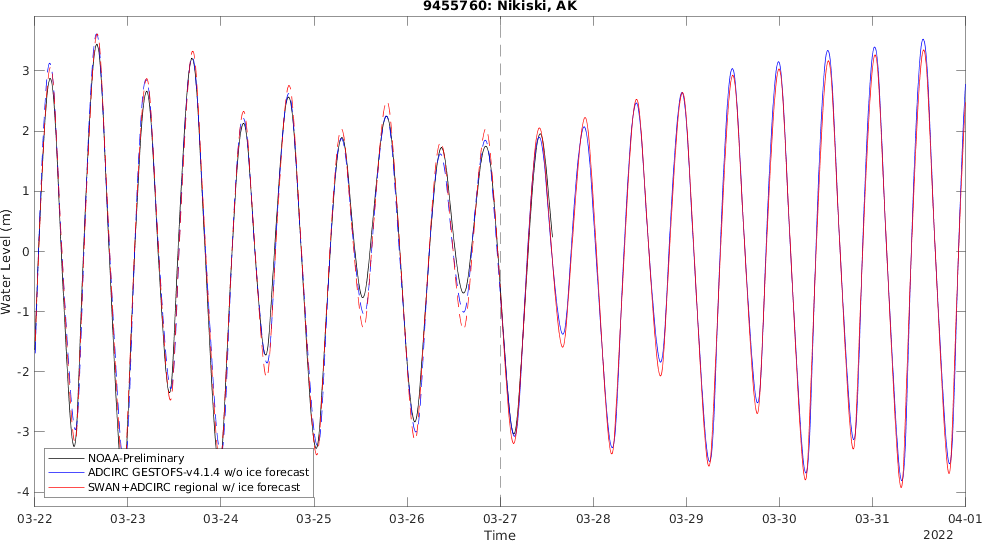 9455760: Nikiski, AK
Water Level (m)
3
2
1
0
-1
-2
-3
-4
NOAA-Preliminary
ADCIRC GESTOFS-v4.1.4 w/o ice forecast
SWAN+ADCIRC regional w/ ice forecast
03-22 03-23 03-24 03-25 03-26 03-27 03-28 03-29 03-30 03-31 04-01
Time
2022